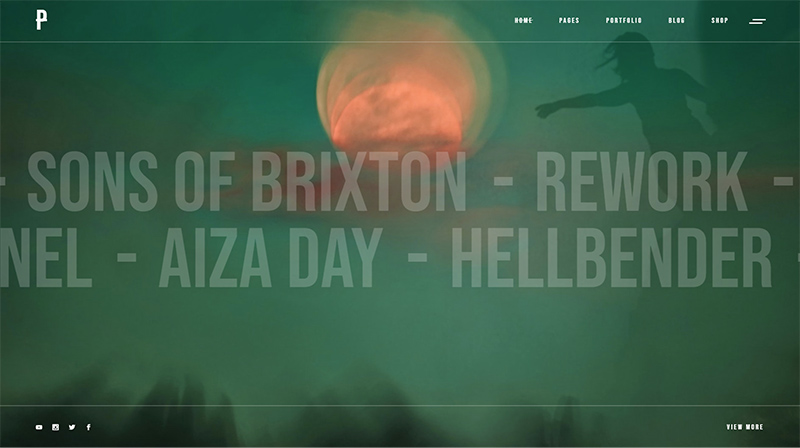 P
HOME PAGES PORTFOLIO BLOG SHOP
- SONS OF BRIXTON - REWORK -
NEL - AIZA DAY - HELLBENDER -
VIEW MORE